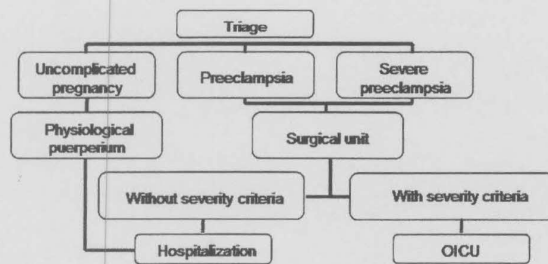 Triage
Uncomplicated
pregnancy
Preeclampsia
Severe
preeclampsia
Physiological
puerperium
Surgical unit
Without severity criteria
With severity criteria
Hospitalization
OICU